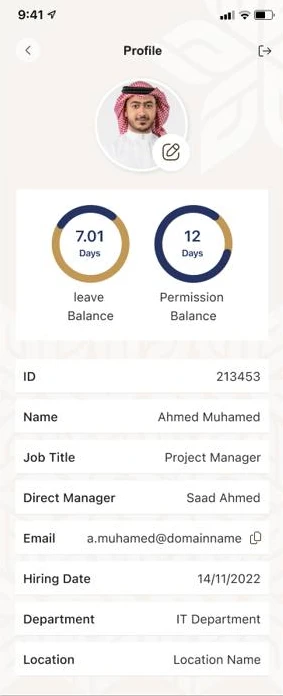 9:41
Profile
7.01
Days
12
Days
leave
Balance
Permission
Balance
ID 213453
Name Ahmed Muhamed
Job Title Project Manager
Direct Manager Saad Ahmed
Email a.muhamed@domainname
Hiring Date 14/11/2022
Department IT Department
Location Location Name